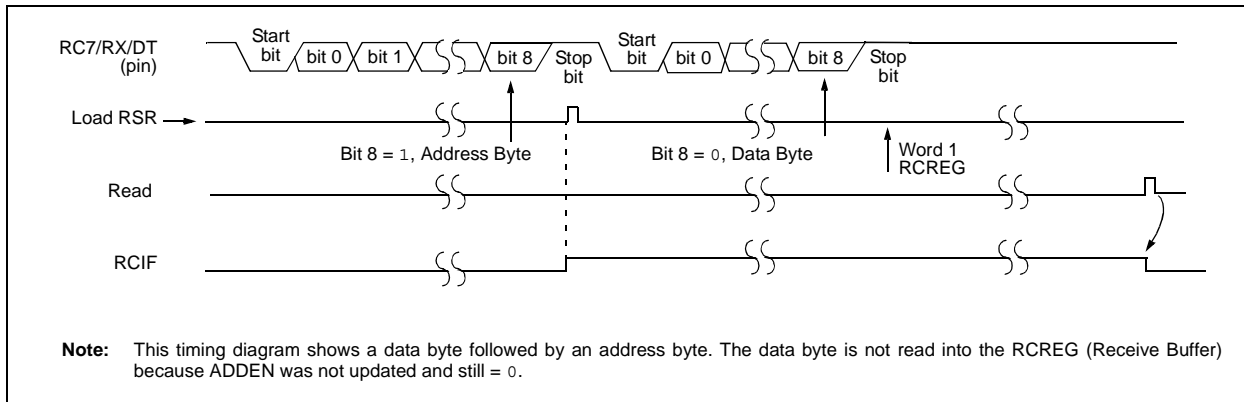 RC7/RX/DT
(pin)
Start
bit
bit 0
bit 1
bit 8
Stop
bit
Start
bit
bit 0
bit 8
Stop
bit
Load RSR
Bit 8 = 1, Address Byte
Bit 8 = 0, Data Byte
Word 1
RCREG
Read
RCIF
Note: This timing diagram shows a data byte followed by an address byte. The data byte is not read into the RCREG (Receive Buffer)
because ADDEN was not updated and still = 0.